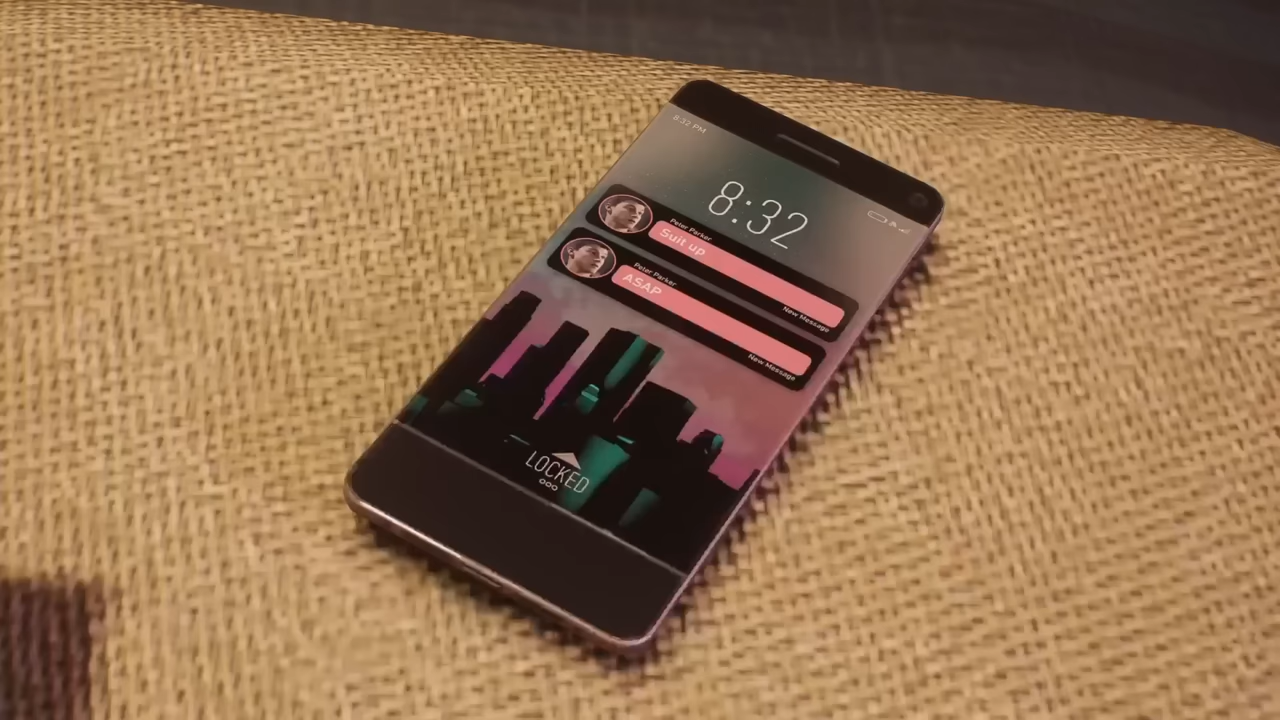 8:32 PM
8:32
Peter Parker
Suit up
New Message
Peter Parker
ASAP
New Message
LOCKED